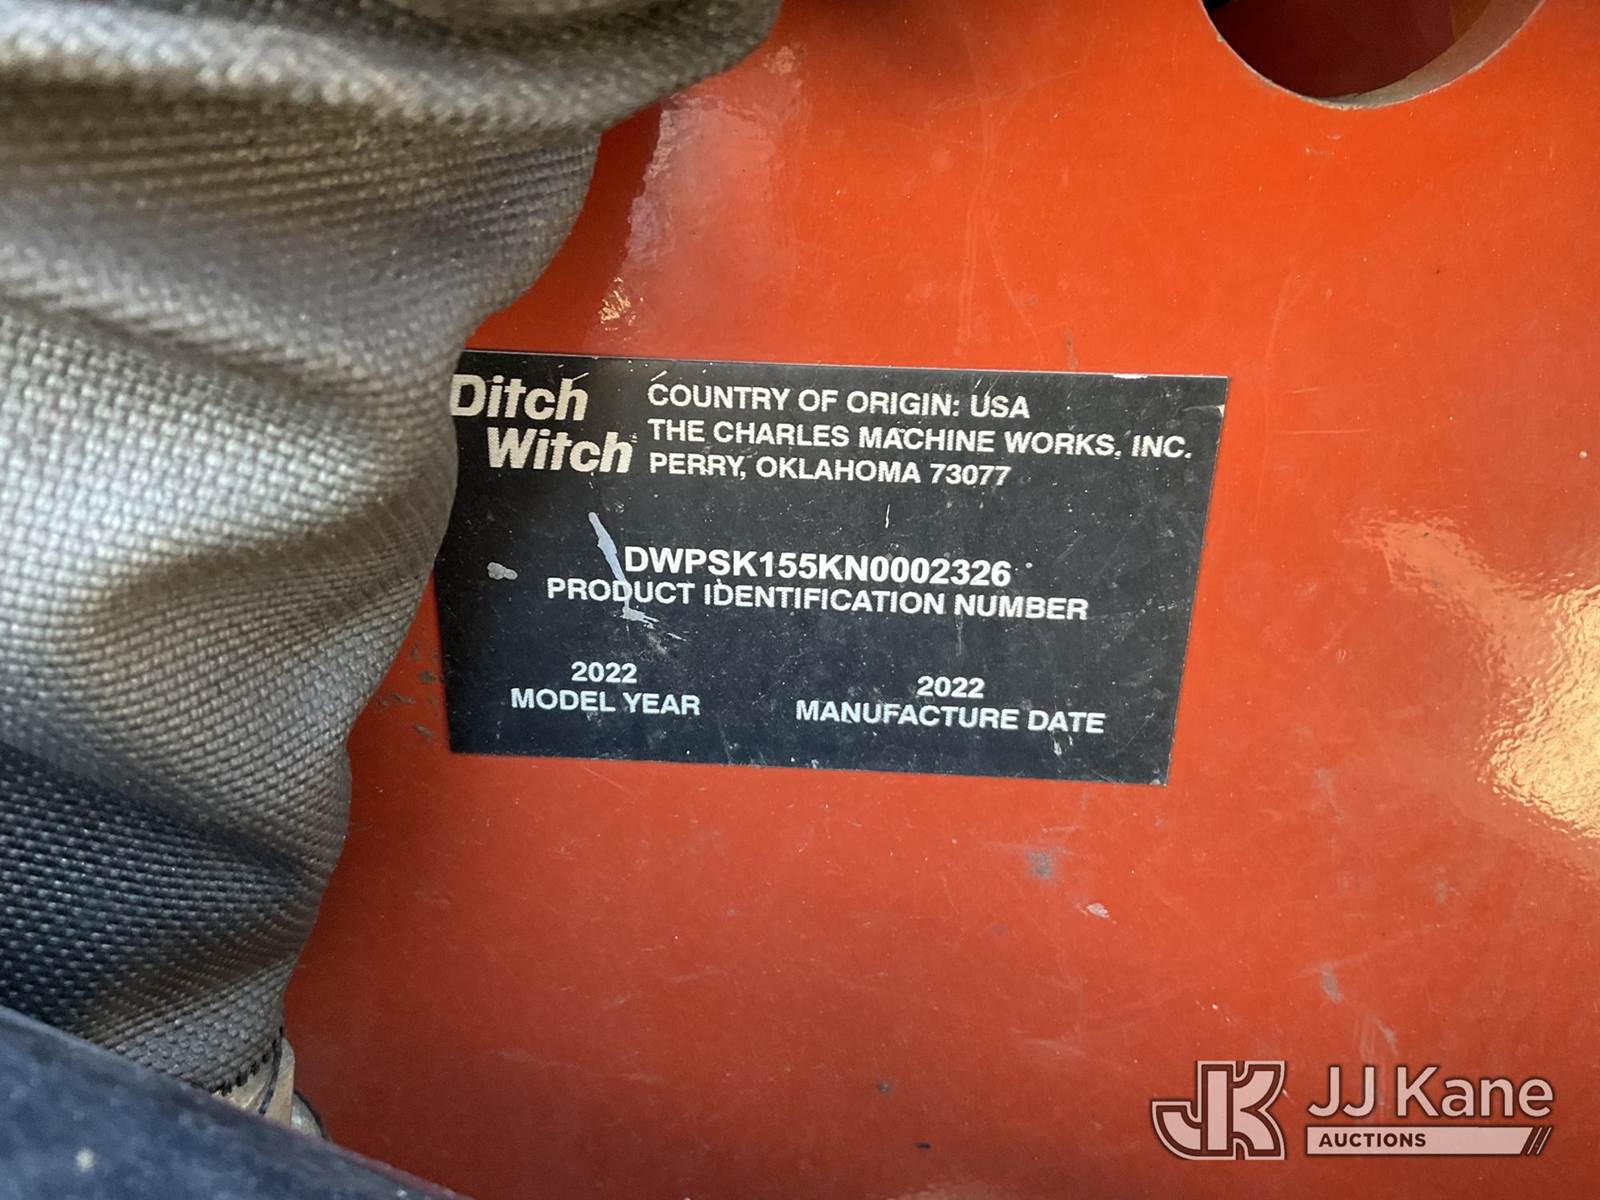 Ditch
Witch
COUNTRY OF ORIGIN: USA
THE CHARLES MACHINE WORKS, INC.
PERRY, OKLAHOMA 73077
DWPSK155KN0002326
PRODUCT IDENTIFICATION NUMBER
2022
MODEL YEAR
2022
MANUFACTURE DATE
JK
JJ Kane
AUCTIONS